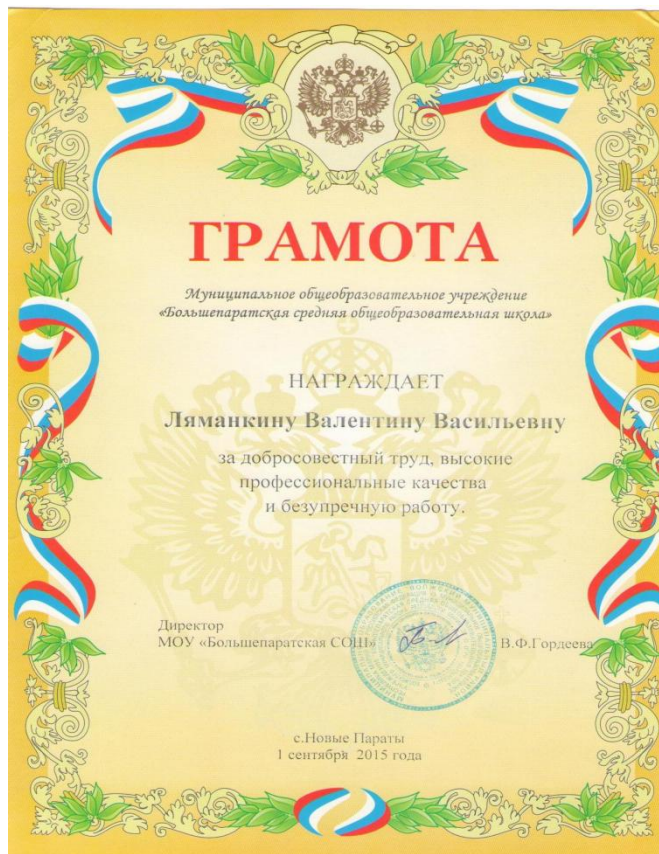 ГРАМОТА
Муниципальное общеобразовательное учреждение
«Большепаратская средняя общеобразовательная школа»
НАГРАЖДАЕТ
Ляманкину Валентину Васильевну
за добросовестный труд, высокие
профессиональные качества
и безупречную работу.
Директор
МОУ «Большепаратская СОШ» В.Ф.Гордеева
с.Новые Параты
1 сентября 2015 года